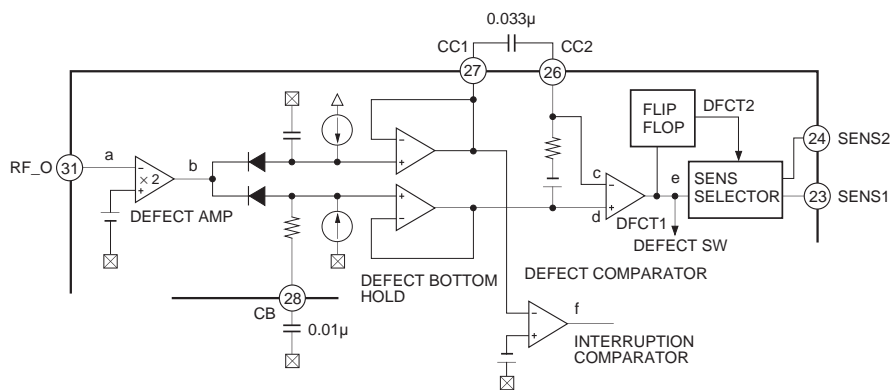 0.033µ
CC1
CC2
27
26
FLIP
FLOP
DFCT2
24
SENS2
RF_O
31
a
b
–
× 2
+
DEFECT AMP
–
+
+
–
c
–
+
d
e
SENS
SELECTOR
23
SENS1
DFCT1
DEFECT SW
DEFECT BOTTOM
HOLD
DEFECT COMPARATOR
28
CB
0.01µ
–
+
f
INTERRUPTION
COMPARATOR